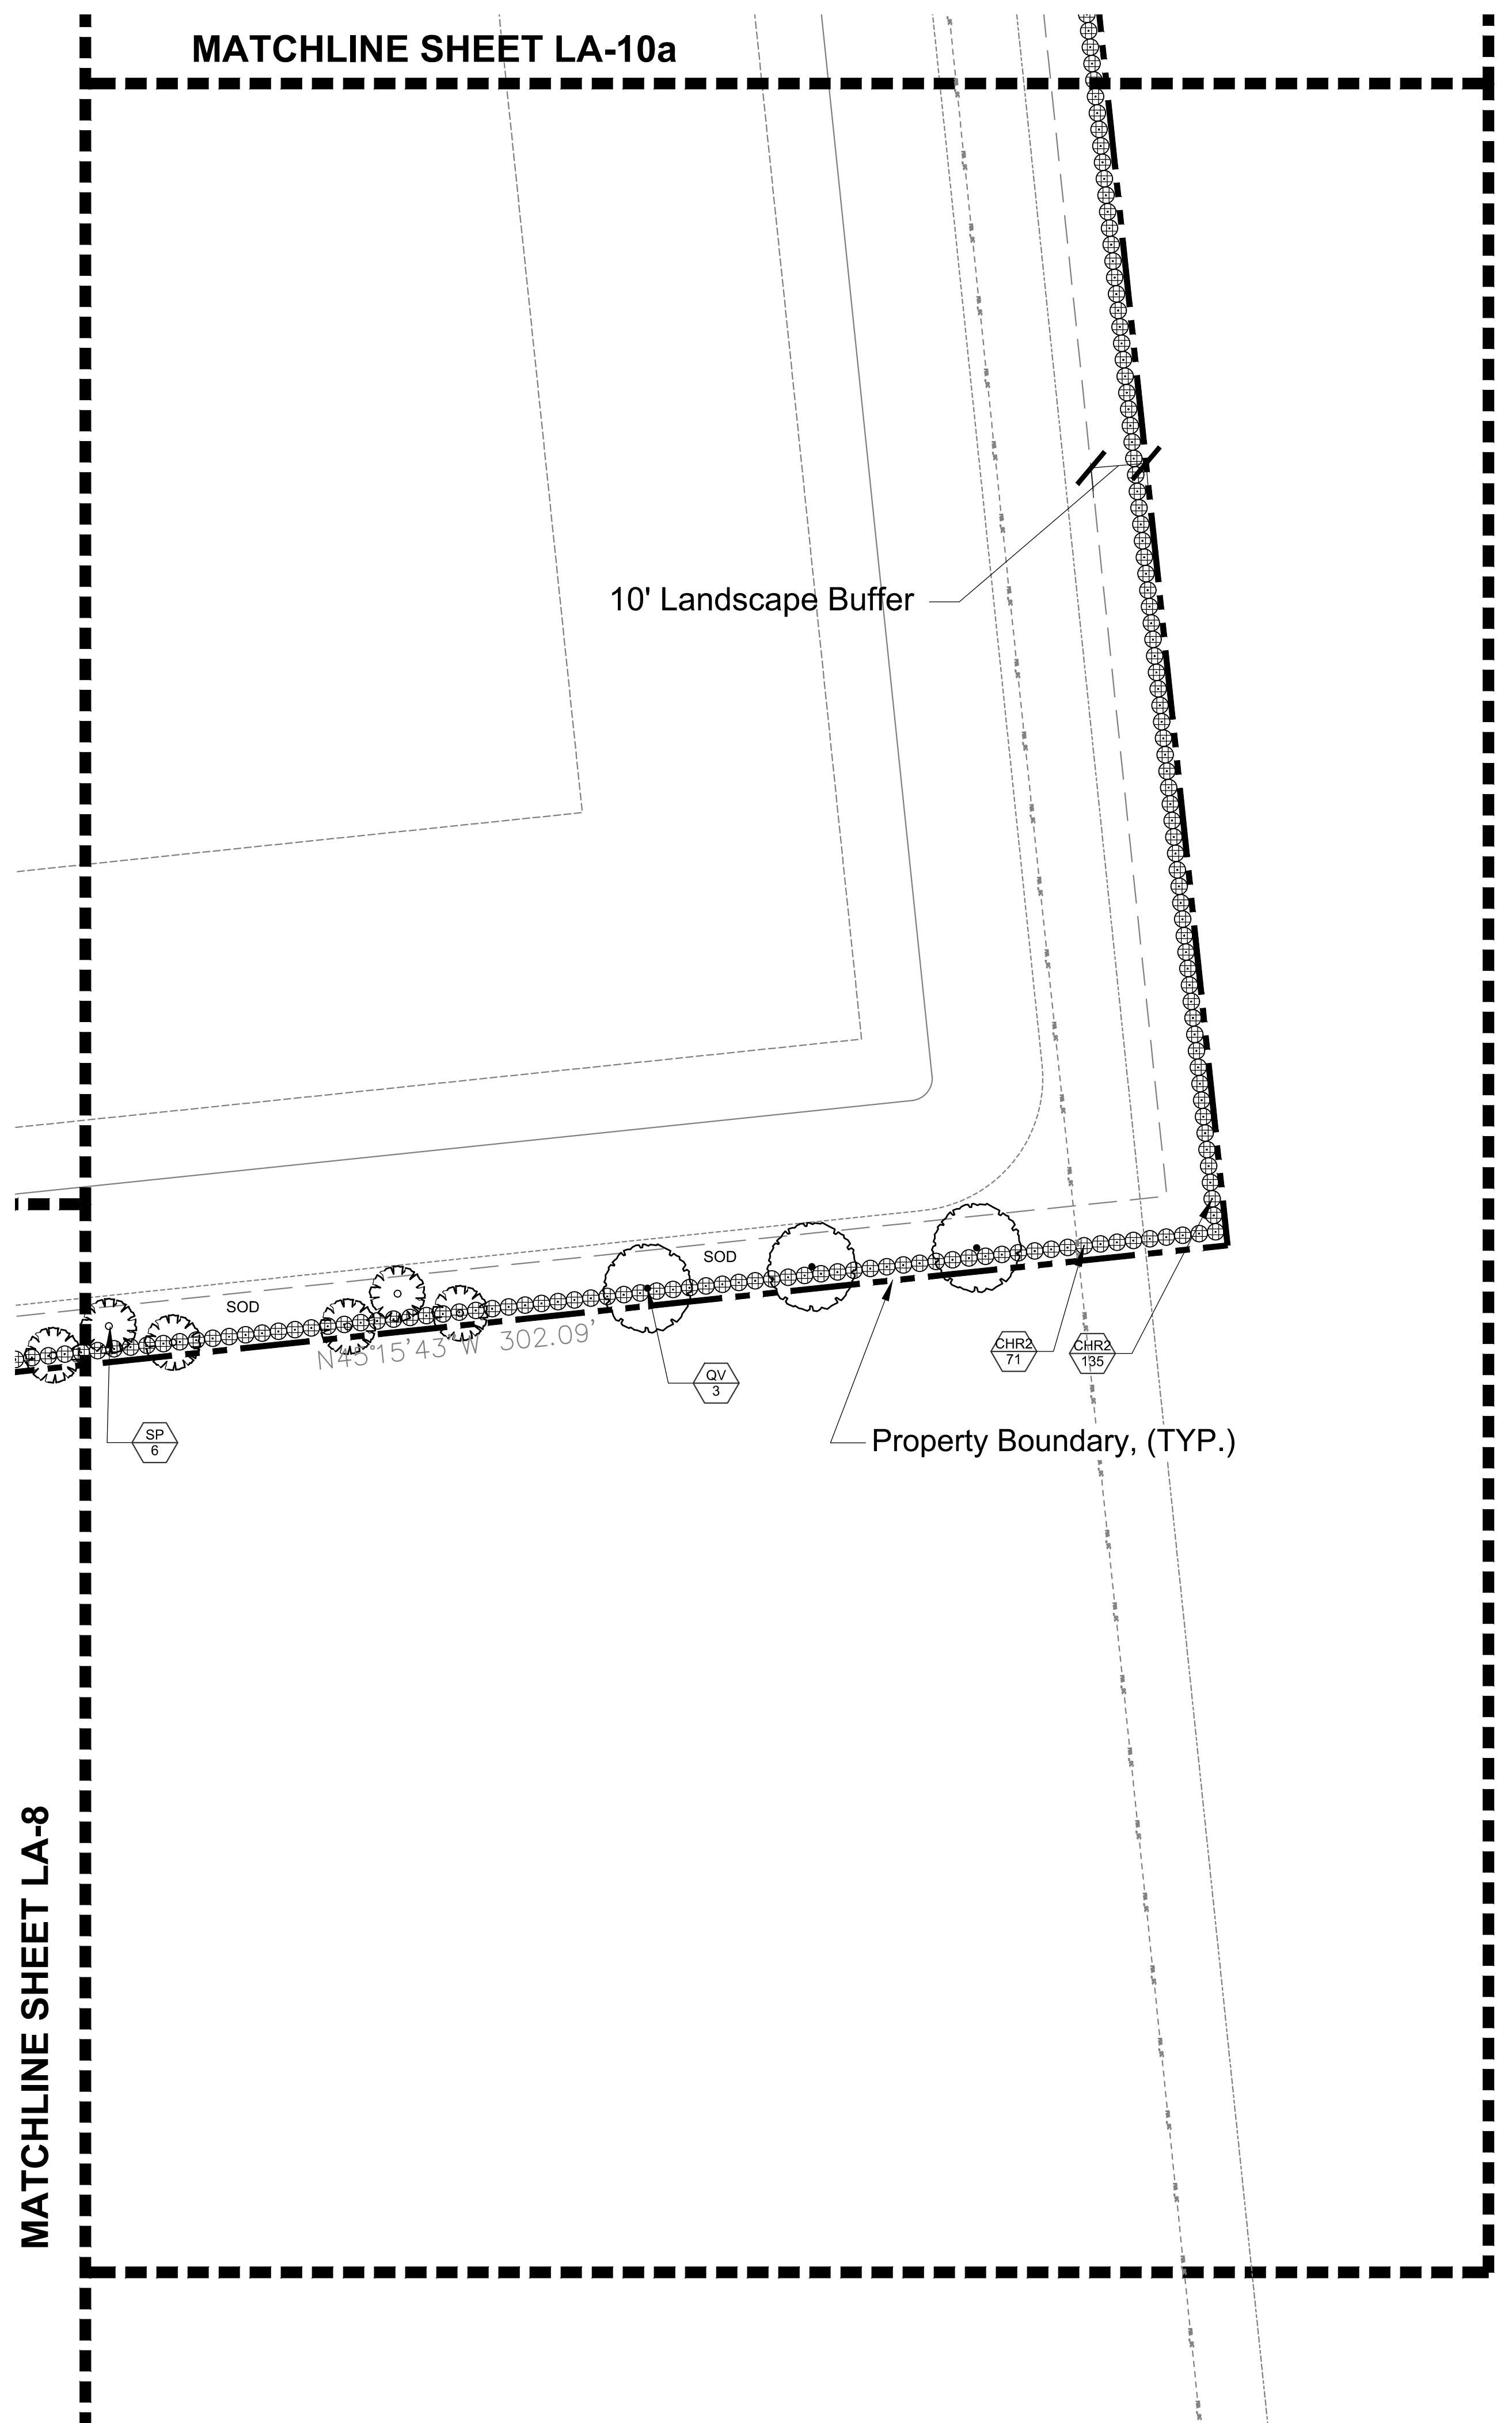 MATCHLINE SHEET LA-10a
10' Landscape Buffer
SOD
SOD
N45°15'43"W 302.09'
CHR2
71
CHR2
135
QV
3
SP
6
Property Boundary, (TYP.)
MATCHLINE SHEET LA-8